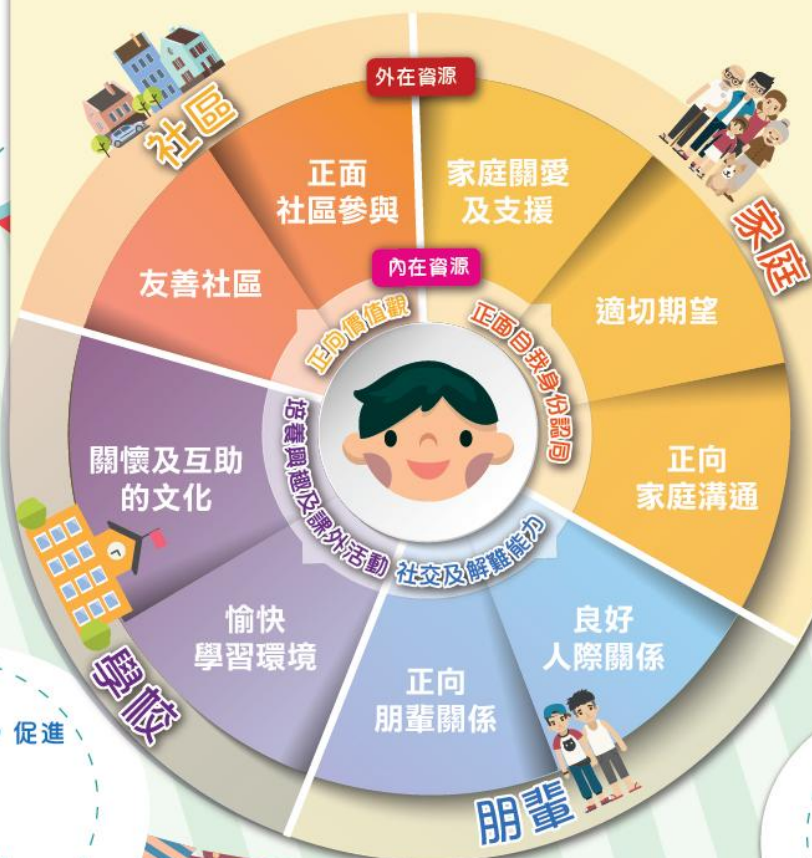 外在資源
社區
家庭
正面
社區參與
家庭關愛
及支援
友善社區
內在資源
適切期望
正向價值觀
正面自我身份認同
關懷及互助
的文化
培養興趣及課外活動
社交及解難能力
正向
家庭溝通
愉快
學習環境
良好
人際關係
正向
朋輩關係
學校
朋輩
促進